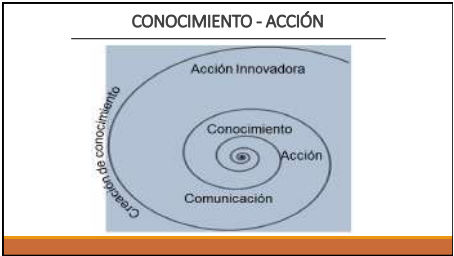 CONOCIMIENTO - ACCIÓN
Acción Innovadora
Creación de conocimiento
Conocimiento
Acción
Comunicación